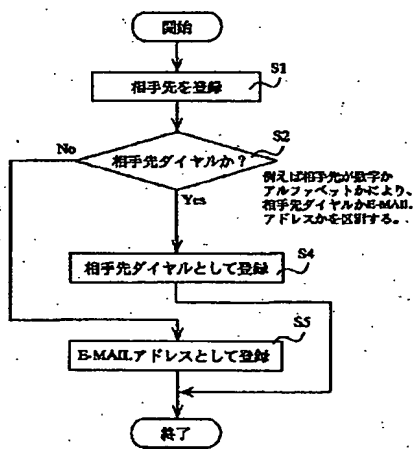 開始
S1
相手先を登録
S2
No
相手先ダイヤルか？
例えば相手先が数字か
アルファベットかにより、
相手先ダイヤルかE-MAIL
アドレスかを区別する。
Yes
S4
相手先ダイヤルとして登録
S5
E-MAILアドレスとして登録
終了